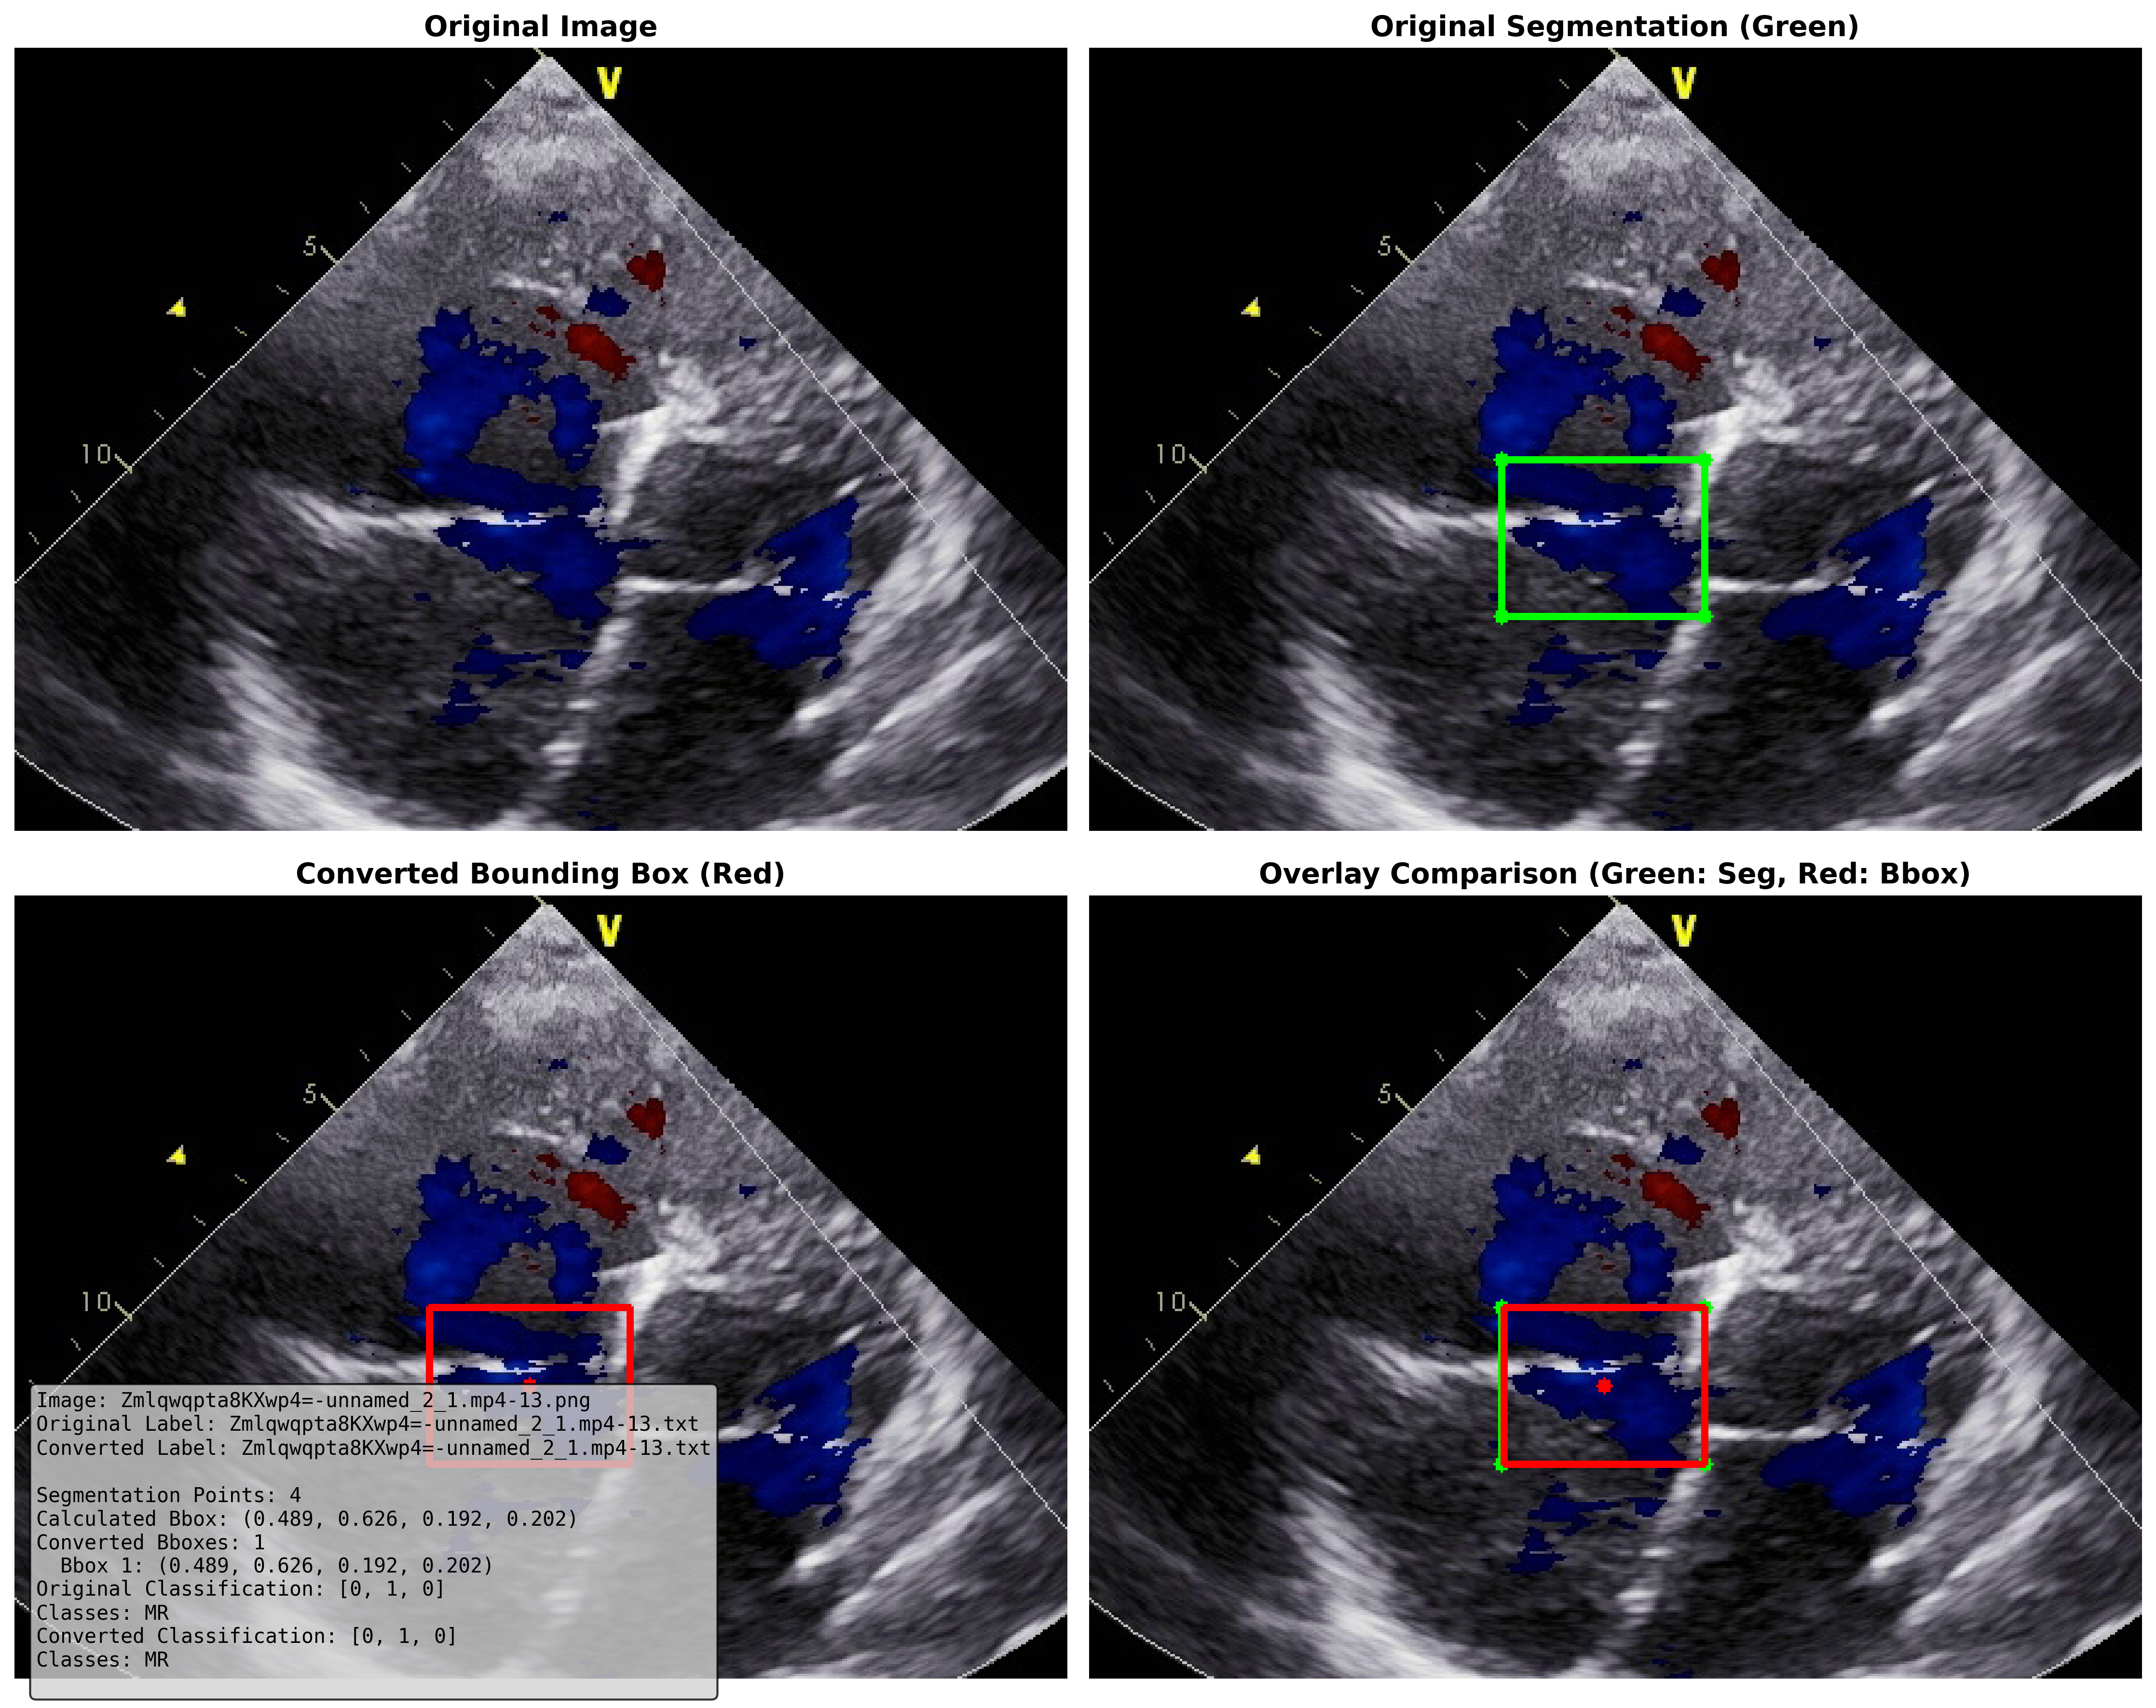 Original Image
Original Segmentation (Green)
V
5
10
V
5
10
Converted Bounding Box (Red)
Overlay Comparison (Green: Seg, Red: Bbox)
V
5
10
V
5
10
Image: Zmlqwqpta8KXwp4=-unnamed_2_1.mp4-13.png
Original Label: Zmlqwqpta8KXwp4=-unnamed_2_1.mp4-13.txt
Converted Label: Zmlqwqpta8KXwp4=-unnamed_2_1.mp4-13.txt
Segmentation Points: 4
Calculated Bbox: (0.489, 0.626, 0.192, 0.202)
Converted Bboxes: 1
Bbox 1: (0.489, 0.626, 0.192, 0.202)
Original Classification: [0, 1, 0]
Classes: MR
Converted Classification: [0, 1, 0]
Classes: MR